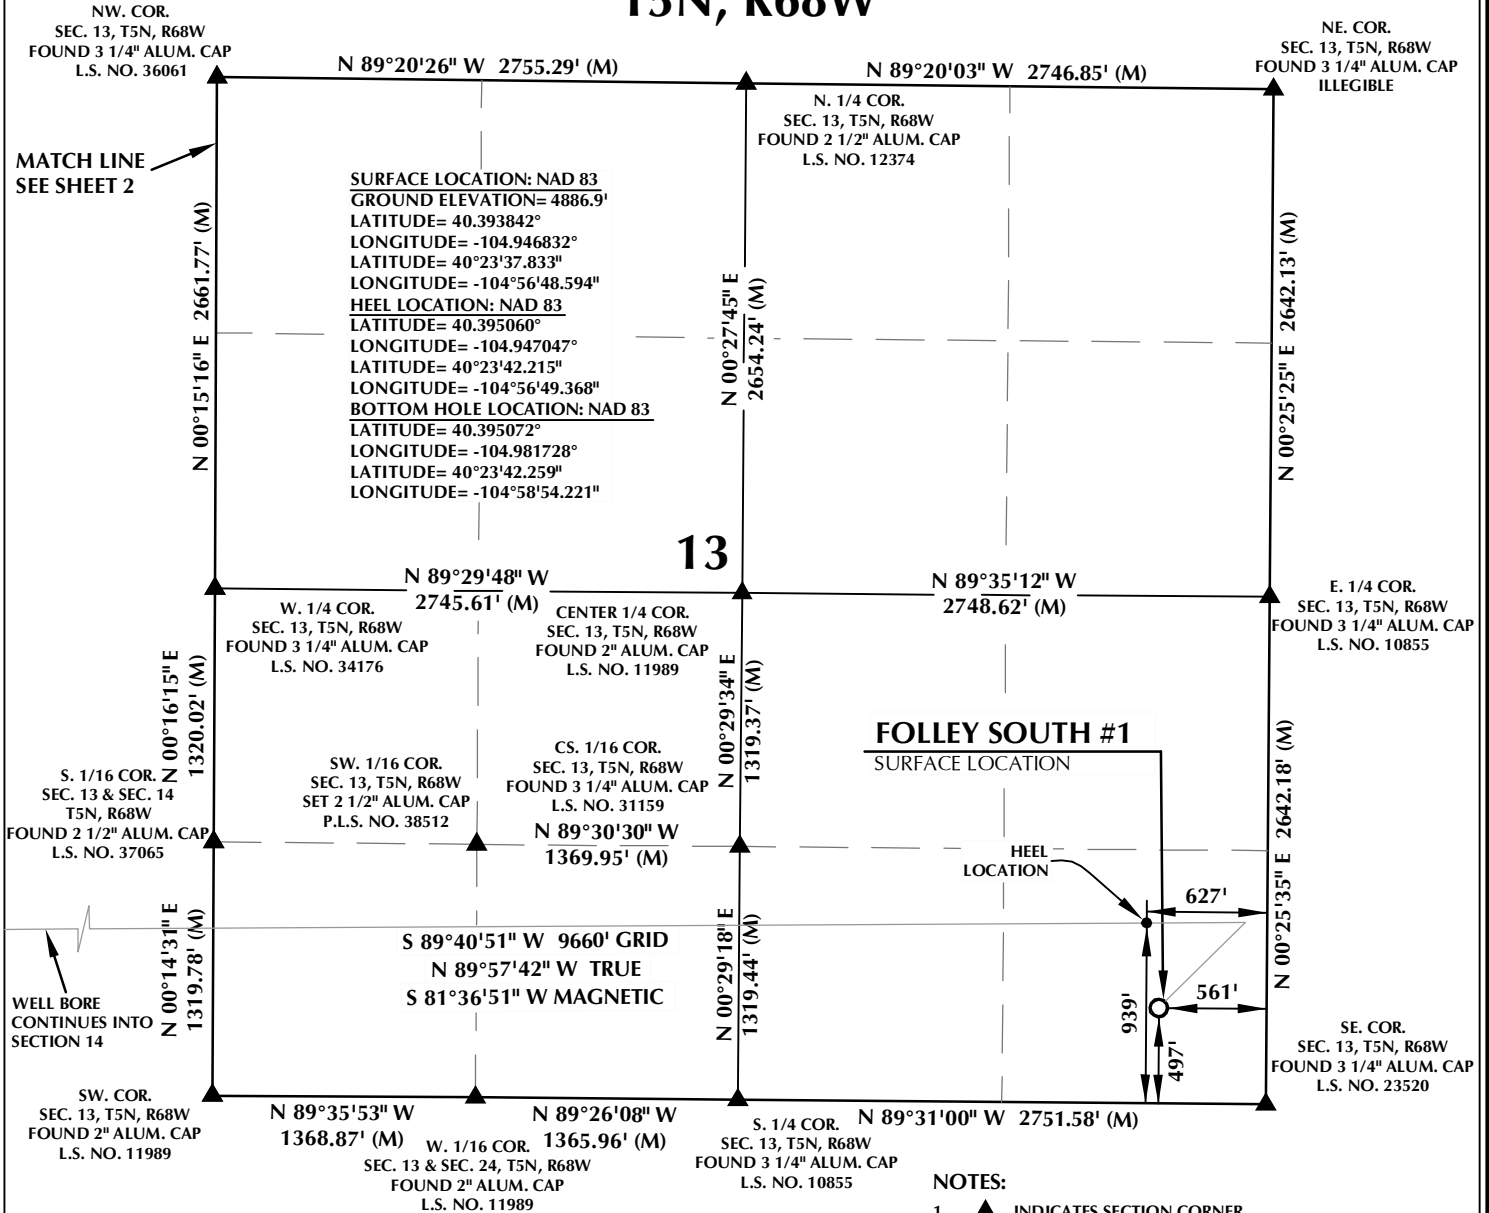 T5N, R68W
NW. COR.
SEC. 13, T5N, R68W
FOUND 3 1/4" ALUM. CAP
L.S. NO. 36061
N 89°20'26" W 2755.29' (M)
N 89°20'03" W 2746.85' (M)
NE. COR.
SEC. 13, T5N, R68W
FOUND 3 1/4" ALUM. CAP
ILLEGIBLE
N. 1/4 COR.
SEC. 13, T5N, R68W
FOUND 2 1/2" ALUM. CAP
L.S. NO. 12374
MATCH LINE
SEE SHEET 2
SURFACE LOCATION: NAD 83
GROUND ELEVATION= 4886.9'
LATITUDE= 40.393842°
LONGITUDE= -104.946832°
LATITUDE= 40°23'37.833"
LONGITUDE= -104°56'48.594"
HEEL LOCATION: NAD 83
LATITUDE= 40.395060°
LONGITUDE= -104.947047°
LATITUDE= 40°23'42.215"
LONGITUDE= -104°56'49.368"
BOTTOM HOLE LOCATION: NAD 83
LATITUDE= 40.395072°
LONGITUDE= -104.981728°
LATITUDE= 40°23'42.259"
LONGITUDE= -104°58'54.221"
N 00°15'16" E 2661.77' (M)
N 00°27'45" E
2654.24' (M)
N 00°25'25" E 2642.13' (M)
13
N 89°29'48" W
2745.61' (M)
N 89°35'12" W
2748.62' (M)
W. 1/4 COR.
SEC. 13, T5N, R68W
FOUND 3 1/4" ALUM. CAP
L.S. NO. 34176
CENTER 1/4 COR.
SEC. 13, T5N, R68W
FOUND 2" ALUM. CAP
L.S. NO. 11989
E. 1/4 COR.
SEC. 13, T5N, R68W
FOUND 3 1/4" ALUM. CAP
L.S. NO. 10855
N 00°16'15" E
1320.02' (M)
N 00°29'34" E
1319.37' (M)
FOLLEY SOUTH #1
SURFACE LOCATION
S. 1/16 COR.
SEC. 13 & SEC. 14
T5N, R68W
FOUND 2 1/2" ALUM. CAP
L.S. NO. 37065
SW. 1/16 COR.
SEC. 13, T5N, R68W
SET 2 1/2" ALUM. CAP
P.L.S. NO. 38512
CS. 1/16 COR.
SEC. 13, T5N, R68W
FOUND 3 1/4" ALUM. CAP
L.S. NO. 31159
N 89°30'30" W
1369.95' (M)
N 00°25'35" E 2642.18' (M)
HEEL
LOCATION
627'
939'
561'
497'
S 89°40'51" W 9660' GRID
N 89°57'42" W TRUE
S 81°36'51" W MAGNETIC
N 00°14'31" E
1319.78' (M)
N 00°29'18" E
1319.44' (M)
WELL BORE
CONTINUES INTO
SECTION 14
SE. COR.
SEC. 13, T5N, R68W
FOUND 3 1/4" ALUM. CAP
L.S. NO. 23520
SW. COR.
SEC. 13, T5N, R68W
FOUND 2" ALUM. CAP
L.S. NO. 11989
N 89°35'53" W
1368.87' (M)
N 89°26'08" W
1365.96' (M)
N 89°31'00" W 2751.58' (M)
W. 1/16 COR.
SEC. 13 & SEC. 24, T5N, R68W
FOUND 2" ALUM. CAP
L.S. NO. 11989
S. 1/4 COR.
SEC. 13, T5N, R68W
FOUND 3 1/4" ALUM. CAP
L.S. NO. 10855
NOTES:
1. INDICATES SECTION CORNER